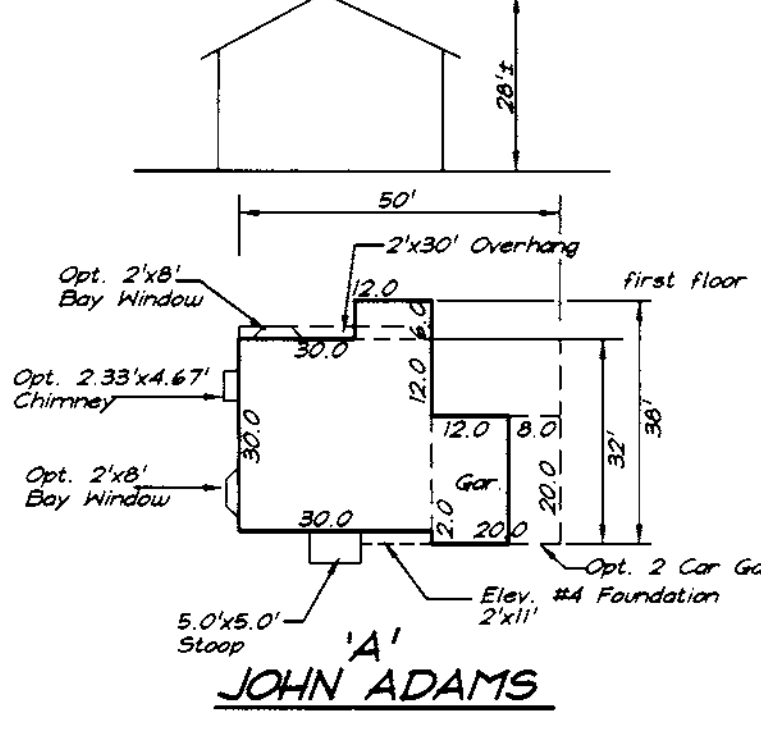 28'±
50'
2'x30' Overhang
Opt. 2'x8'
Bay Window
first floor
12.0
6.0
30.0
Opt. 2.33'x4.67'
Chimney
12.0
30.0
12.0
8.0
32'
38'
Opt. 2'x8'
Bay Window
Gar.
20.0
30.0
2.0
20.0
Opt. 2 Car Ga
Elev. #4 Foundation
2'x11'
5.0'x5.0'
Stoop
'A'
JOHN ADAMS